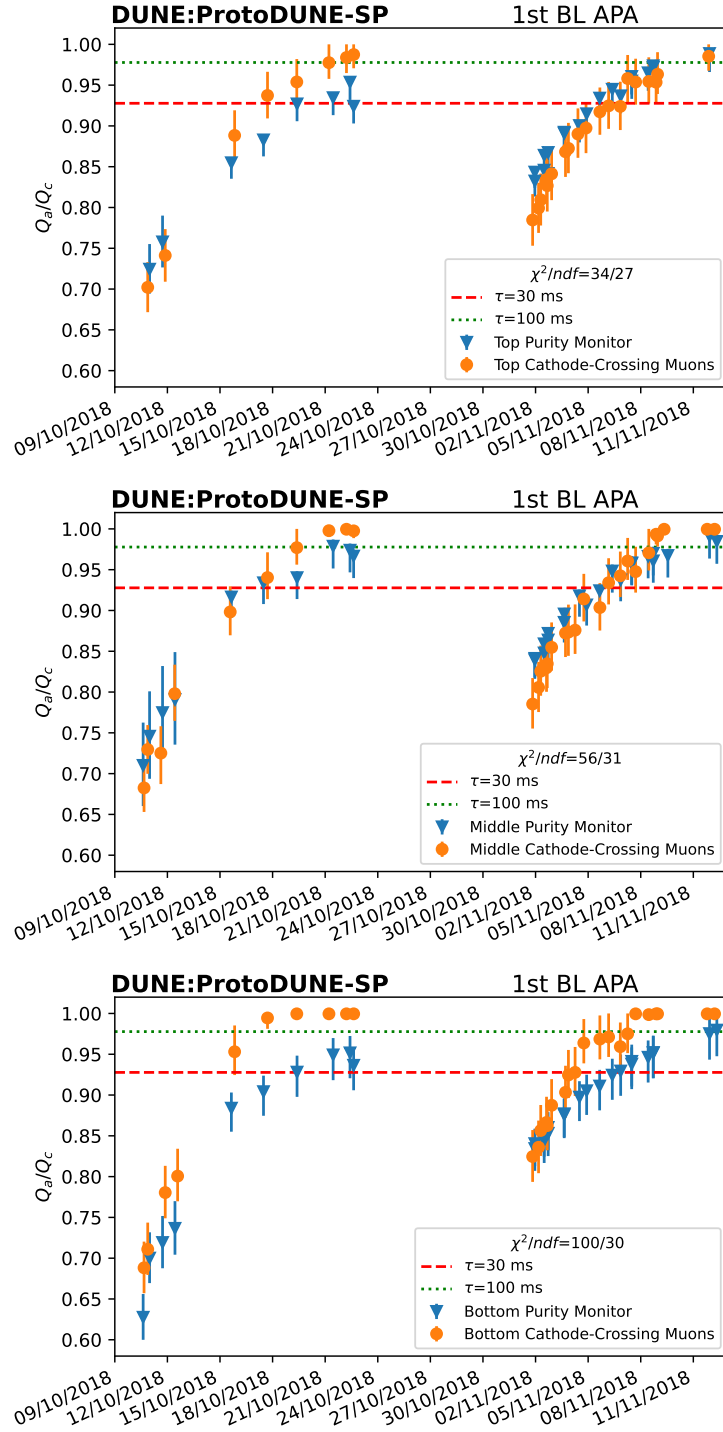 DUNE:ProtoDUNE-SP 1st BL APA
1.00
0.95
0.90
0.85
0.80
0.75
0.70
0.65
0.60
Qa/Qc
χ²/ndf=34/27
τ=30 ms
τ=100 ms
Top Purity Monitor
Top Cathode-Crossing Muons
09/10/2018 12/10/2018 15/10/2018 18/10/2018 21/10/2018 24/10/2018 27/10/2018 30/10/2018 02/11/2018 05/11/2018 08/11/2018 11/11/2018
DUNE:ProtoDUNE-SP 1st BL APA
1.00
0.95
0.90
0.85
0.80
0.75
0.70
0.65
0.60
Qa/Qc
χ²/ndf=56/31
τ=30 ms
τ=100 ms
Middle Purity Monitor
Middle Cathode-Crossing Muons
09/10/2018 12/10/2018 15/10/2018 18/10/2018 21/10/2018 24/10/2018 27/10/2018 30/10/2018 02/11/2018 05/11/2018 08/11/2018 11/11/2018
DUNE:ProtoDUNE-SP 1st BL APA
1.00
0.95
0.90
0.85
0.80
0.75
0.70
0.65
0.60
Qa/Qc
χ²/ndf=100/30
τ=30 ms
τ=100 ms
Bottom Purity Monitor
Bottom Cathode-Crossing Muons
09/10/2018 12/10/2018 15/10/2018 18/10/2018 21/10/2018 24/10/2018 27/10/2018 30/10/2018 02/11/2018 05/11/2018 08/11/2018 11/11/2018